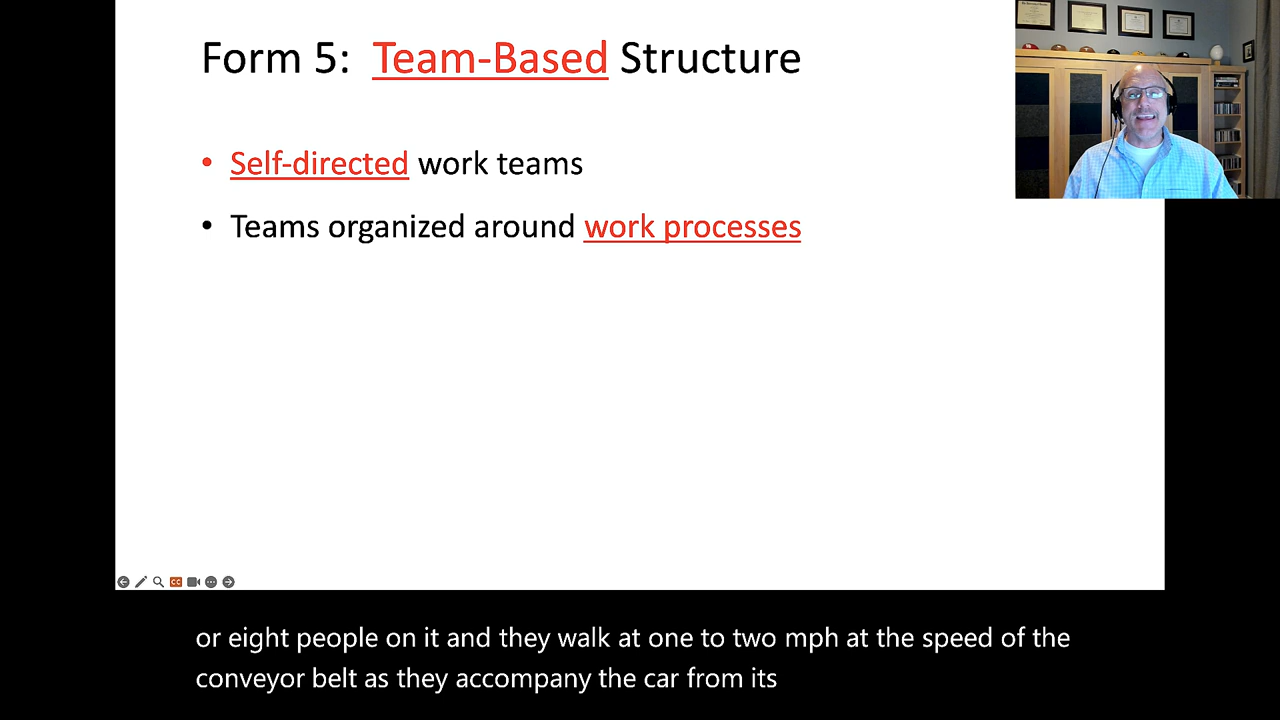 Form 5: Team-Based Structure
• Self-directed work teams
• Teams organized around work processes
CC
or eight people on it and they walk at one to two mph at the speed of the
conveyor belt as they accompany the car from its